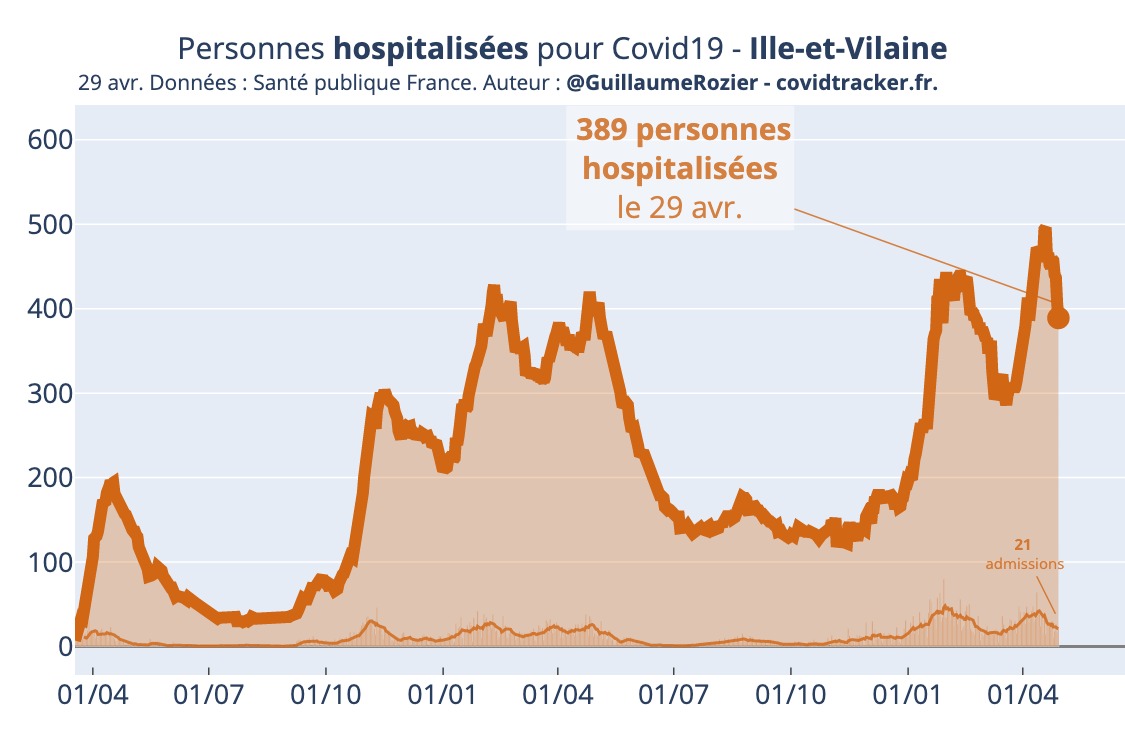 Personnes hospitalisées pour Covid19 - Ille-et-Vilaine
29 avr. Données : Santé publique France. Auteur : @GuillaumeRozier - covidtracker.fr.
389 personnes
hospitalisées
le 29 avr.
600
500
400
300
200
100
0
21
admissions
01/04
01/07
01/10
01/01
01/04
01/07
01/10
01/01
01/04